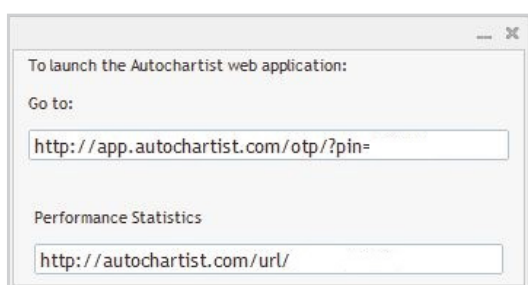 To launch the Autochartist web application:
Go to:
http://app.autochartist.com/otp/?pin=
Performance Statistics
http://autochartist.com/url/